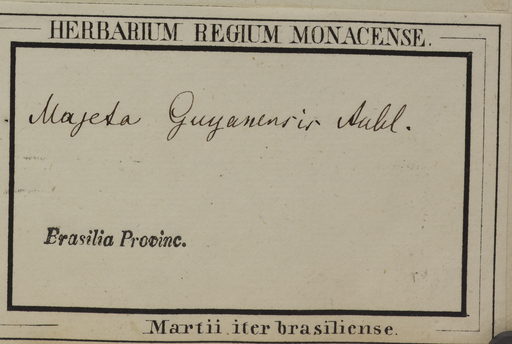 HERBARIUM REGIUM MONACENSE.
Majeta Guyanensis Aubl.
Brasilia Provinc.
Martii iter brasiliense.